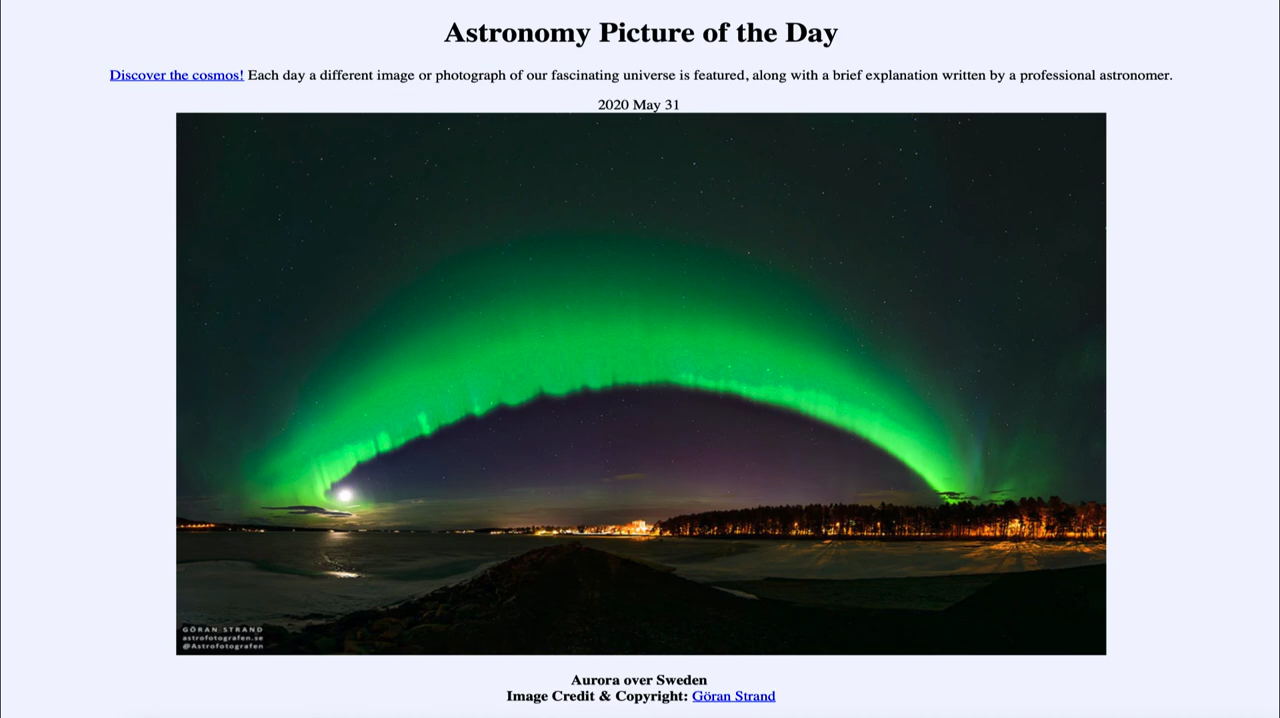 Astronomy Picture of the Day
Discover the cosmos! Each day a different image or photograph of our fascinating universe is featured, along with a brief explanation written by a professional astronomer.
2020 May 31
GÖRAN STRAND
astrofotografen.se
@Astrofotografen
Aurora over Sweden
Image Credit & Copyright: Göran Strand